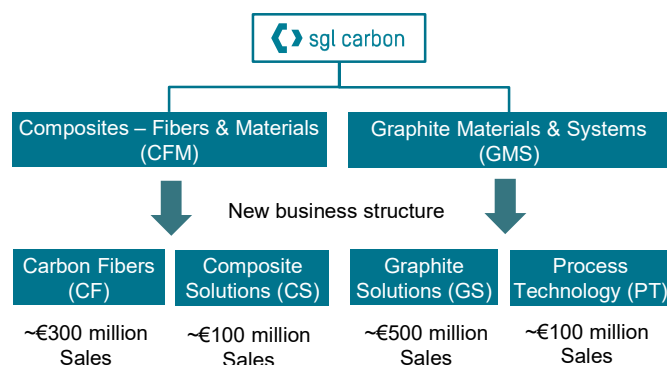 sgl carbon
Composites – Fibers & Materials
(CFM)
Graphite Materials & Systems
(GMS)
New business structure
Carbon Fibers
(CF)
Composite
Solutions (CS)
Graphite
Solutions (GS)
Process
Technology (PT)
~€300 million
Sales
~€100 million
Sales
~€500 million
Sales
~€100 million
Sales